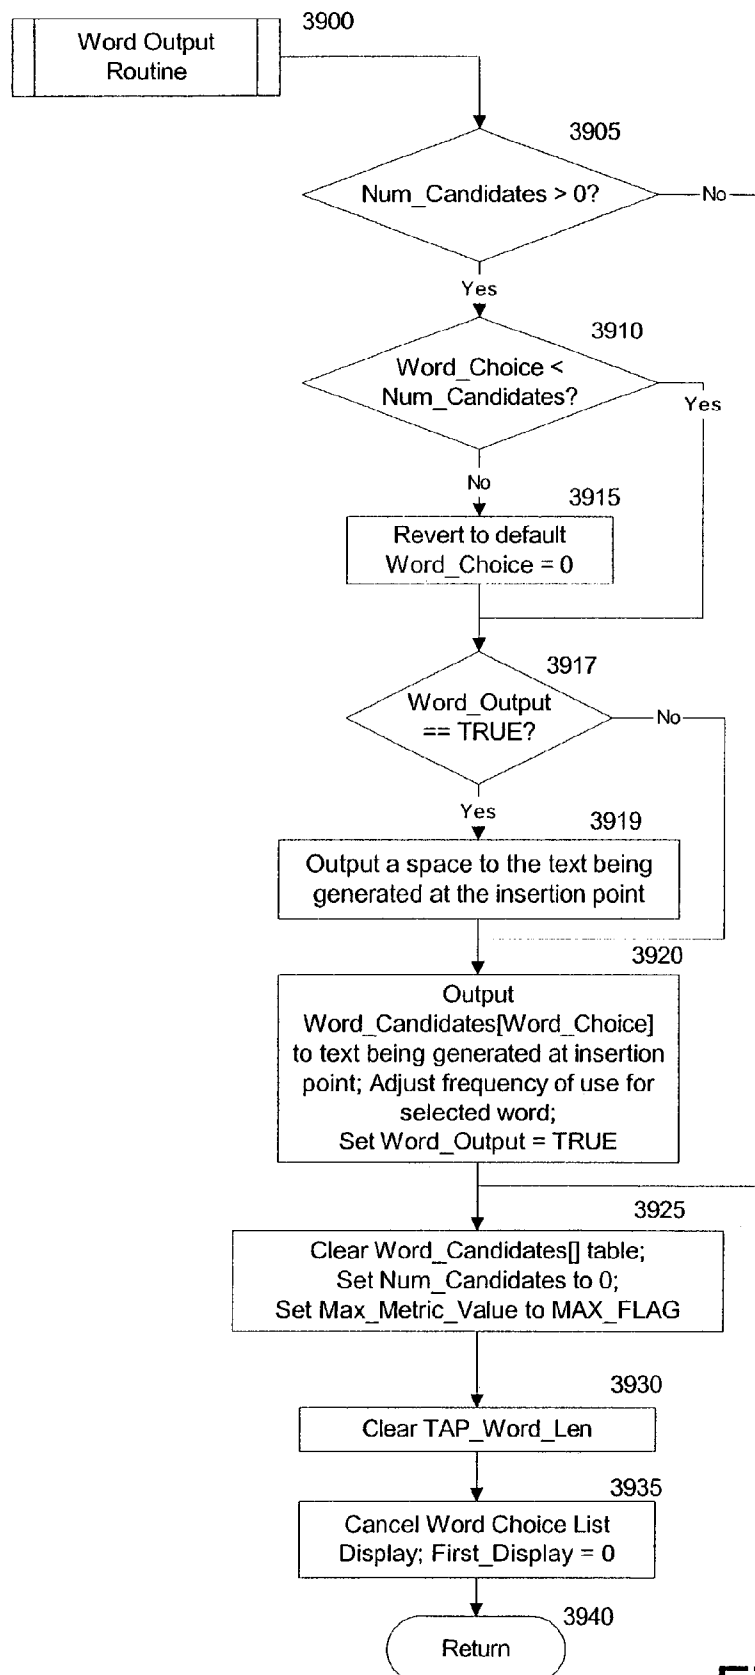 3900
Word Output
Routine
3905
Num_Candidates > 0?
No
Yes
3910
Word_Choice <
Num_Candidates?
Yes
No
3915
Revert to default
Word_Choice = 0
3917
Word_Output
== TRUE?
No
Yes
3919
Output a space to the text being
generated at the insertion point
3920
Output
Word_Candidates[Word_Choice]
to text being generated at insertion
point; Adjust frequency of use for
selected word;
Set Word_Output = TRUE
3925
Clear Word_Candidates[] table;
Set Num_Candidates to 0;
Set Max_Metric_Value to MAX_FLAG
3930
Clear TAP_Word_Len
3935
Cancel Word Choice List
Display; First_Display = 0
3940
Return